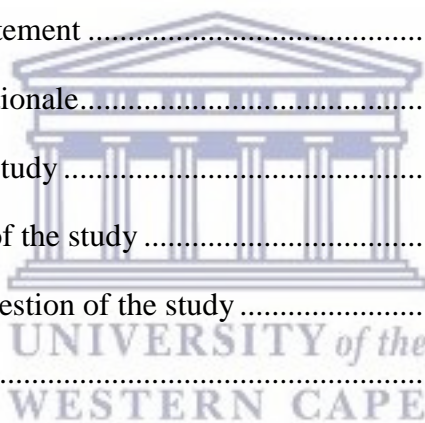 tement ........................................
ionale.........................................
tudy ...........................................
of the study .................................
estion of the study .......................
UNIVERSITY of the
.................................................
WESTERN CAPE